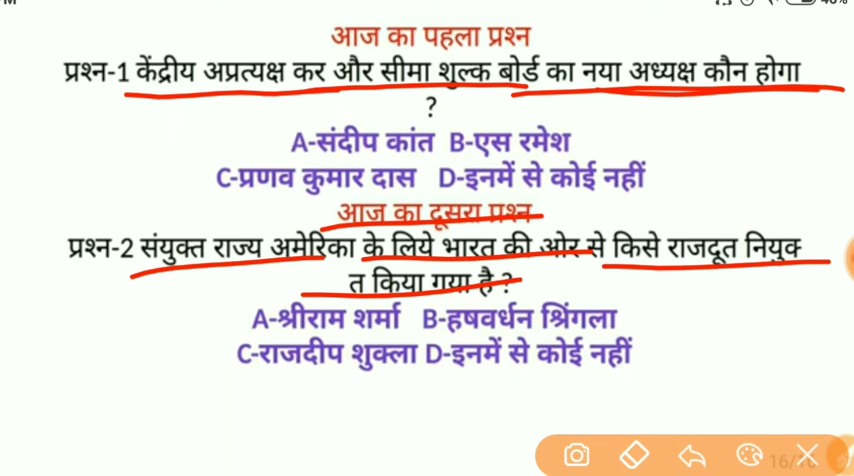 आज का पहला प्रश्न
प्रश्न-1 केंद्रीय अप्रत्यक्ष कर और सीमा शुल्क बोर्ड का नया अध्यक्ष कौन होगा
?
A-संदीप कांत B-एस रमेश
C-प्रणव कुमार दास D-इनमें से कोई नहीं
आज का दूसरा प्रश्न
प्रश्न-2 संयुक्त राज्य अमेरिका के लिये भारत की ओर से किसे राजदूत नियुक्
त किया गया है ?
A-श्रीराम शर्मा B-हषवर्धन श्रिंगला
C-राजदीप शुक्ला D-इनमें से कोई नहीं